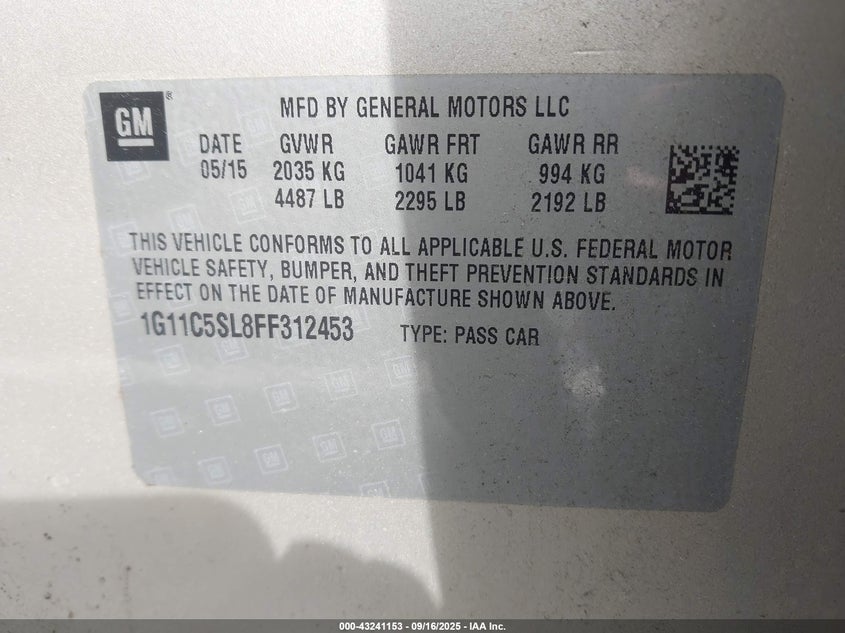 GM®
MFD BY GENERAL MOTORS LLC
DATE GVWR GAWR FRT GAWR RR
05/15 2035 KG 1041 KG 994 KG
4487 LB 2295 LB 2192 LB
THIS VEHICLE CONFORMS TO ALL APPLICABLE U.S. FEDERAL MOTOR
VEHICLE SAFETY, BUMPER, AND THEFT PREVENTION STANDARDS IN
EFFECT ON THE DATE OF MANUFACTURE SHOWN ABOVE.
1G11C5SL8FF312453 TYPE: PASS CAR
000-43241153 - 09/16/2025 - IAA Inc.